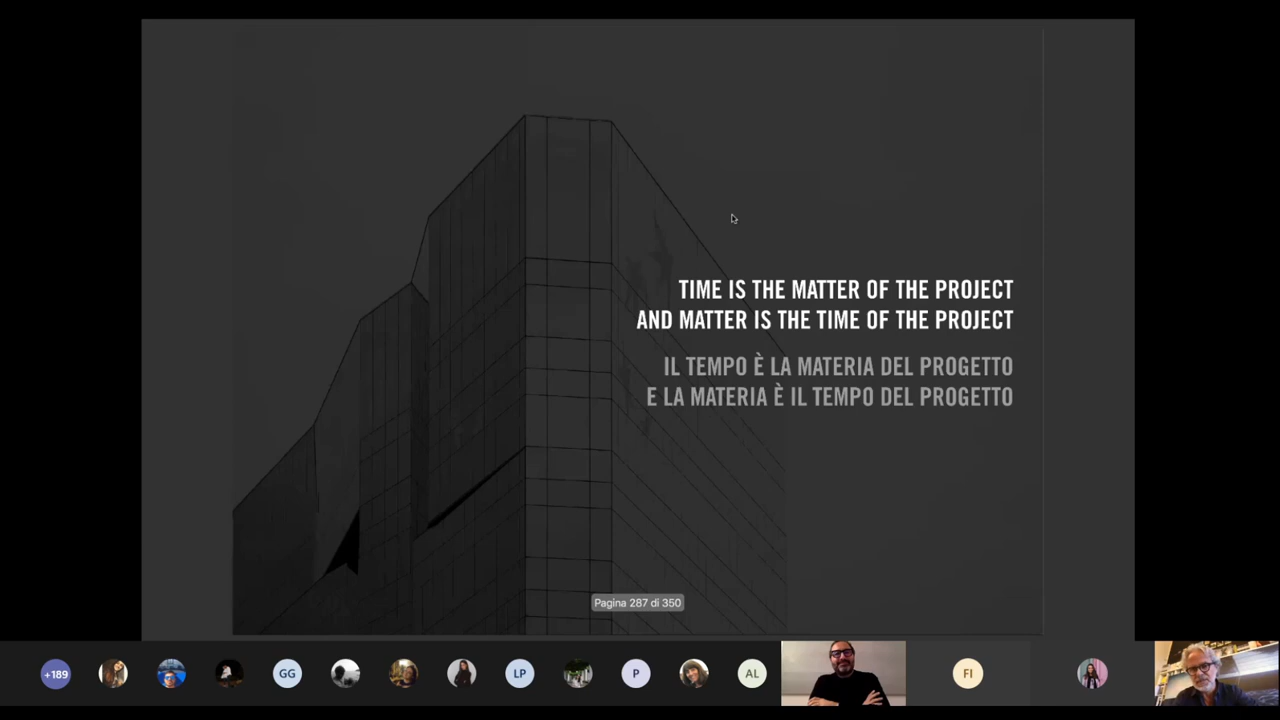 TIME IS THE MATTER OF THE PROJECT
AND MATTER IS THE TIME OF THE PROJECT
IL TEMPO È LA MATERIA DEL PROGETTO
E LA MATERIA È IL TEMPO DEL PROGETTO
Pagina 287 di 350
+189
GG
LP
P
AL
FI